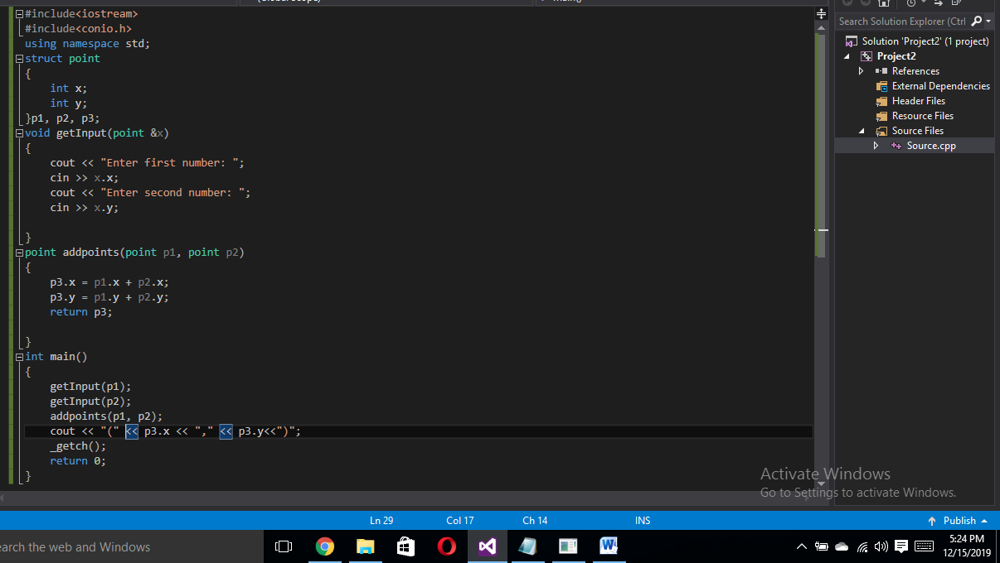 #include<iostream>
#include<conio.h>
using namespace std;
struct point
{
int x;
int y;
}p1, p2, p3;
void getInput(point &x)
{
cout << "Enter first number: ";
cin >> x.x;
cout << "Enter second number: ";
cin >> x.y;
}
point addpoints(point p1, point p2)
{
p3.x = p1.x + p2.x;
p3.y = p1.y + p2.y;
return p3;
}
int main()
{
getInput(p1);
getInput(p2);
addpoints(p1, p2);
cout << "(" << p3.x << "," << p3.y<<")";
_getch();
return 0;
}
Search Solution Explorer (Ctrl
Solution 'Project2' (1 project)
Project2
References
External Dependencies
Header Files
Resource Files
Source Files
Source.cpp
Activate Windows
Go to Settings to activate Windows.
Ln 29 Col 17 Ch 14 INS Publish
earch the web and Windows
5:24 PM
12/15/2019